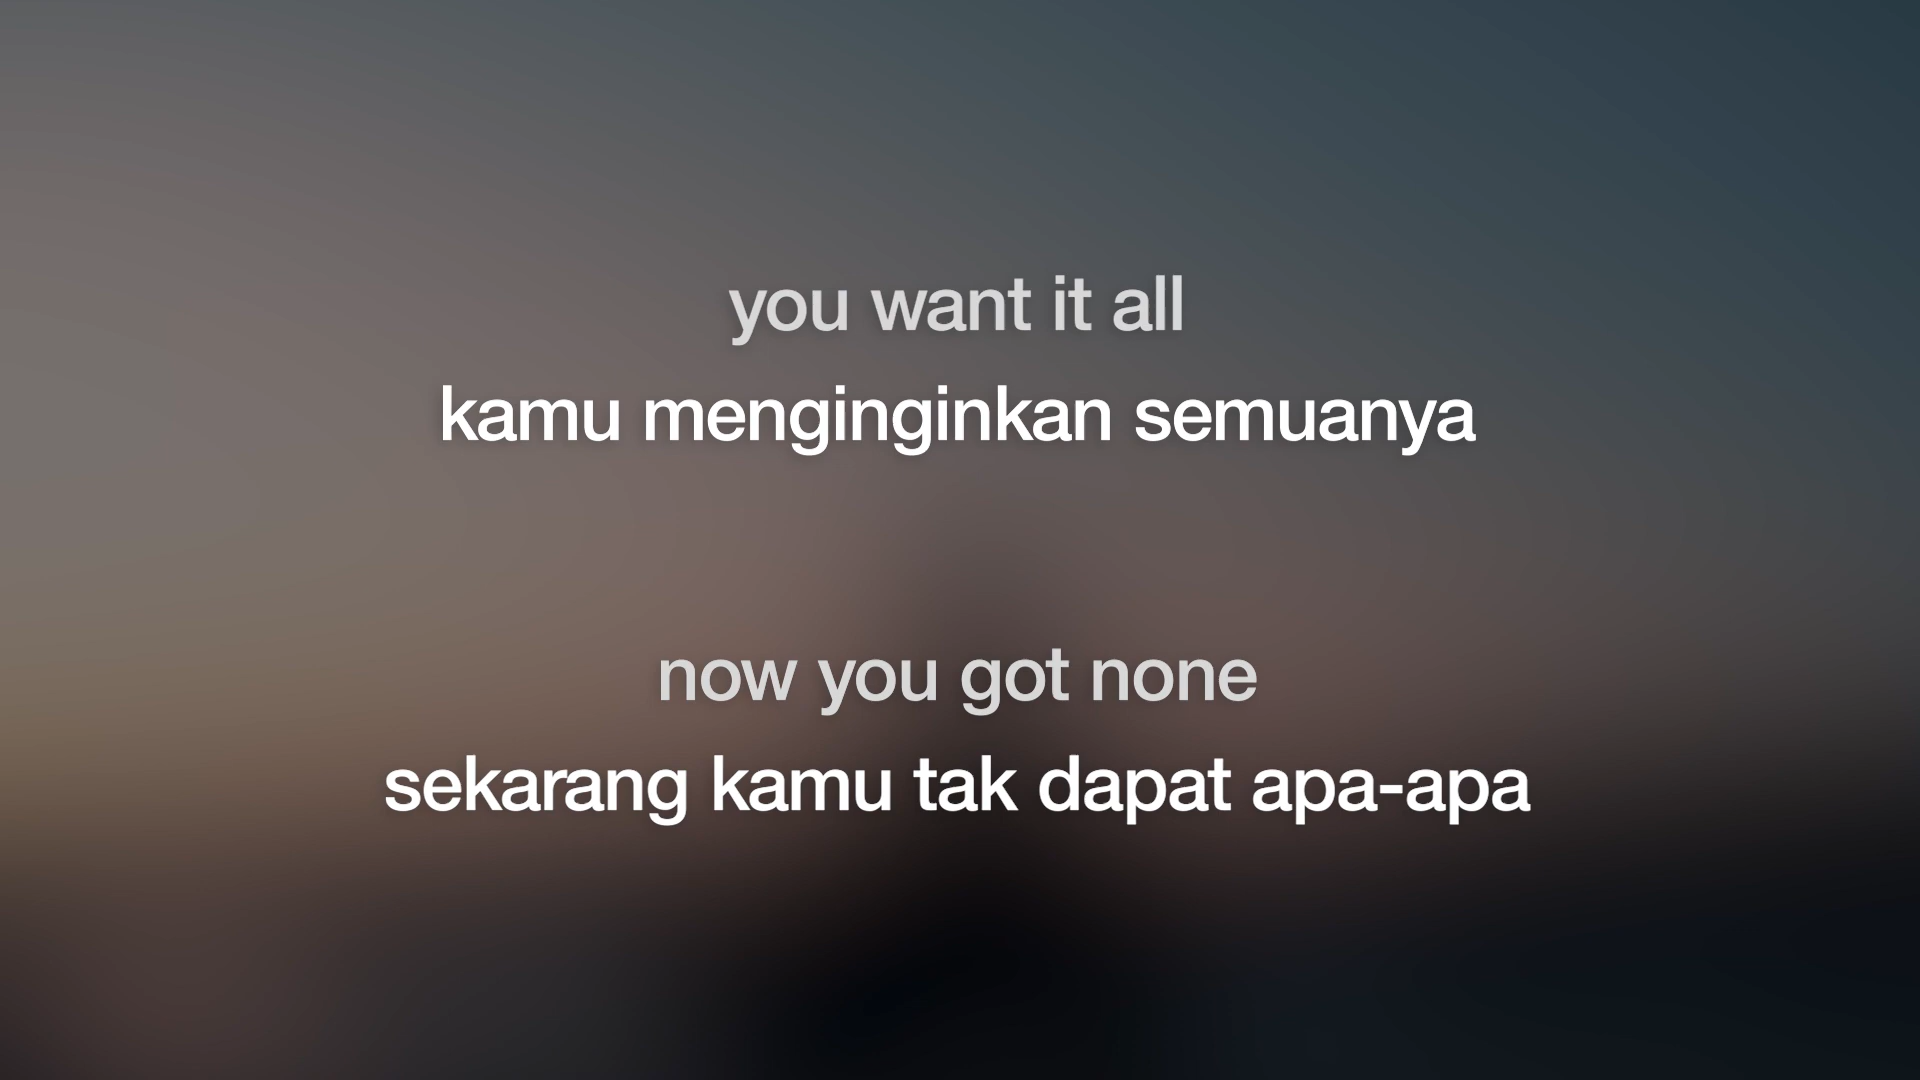 you want it all
kamu menginginkan semuanya
now you got none
sekarang kamu tak dapat apa-apa